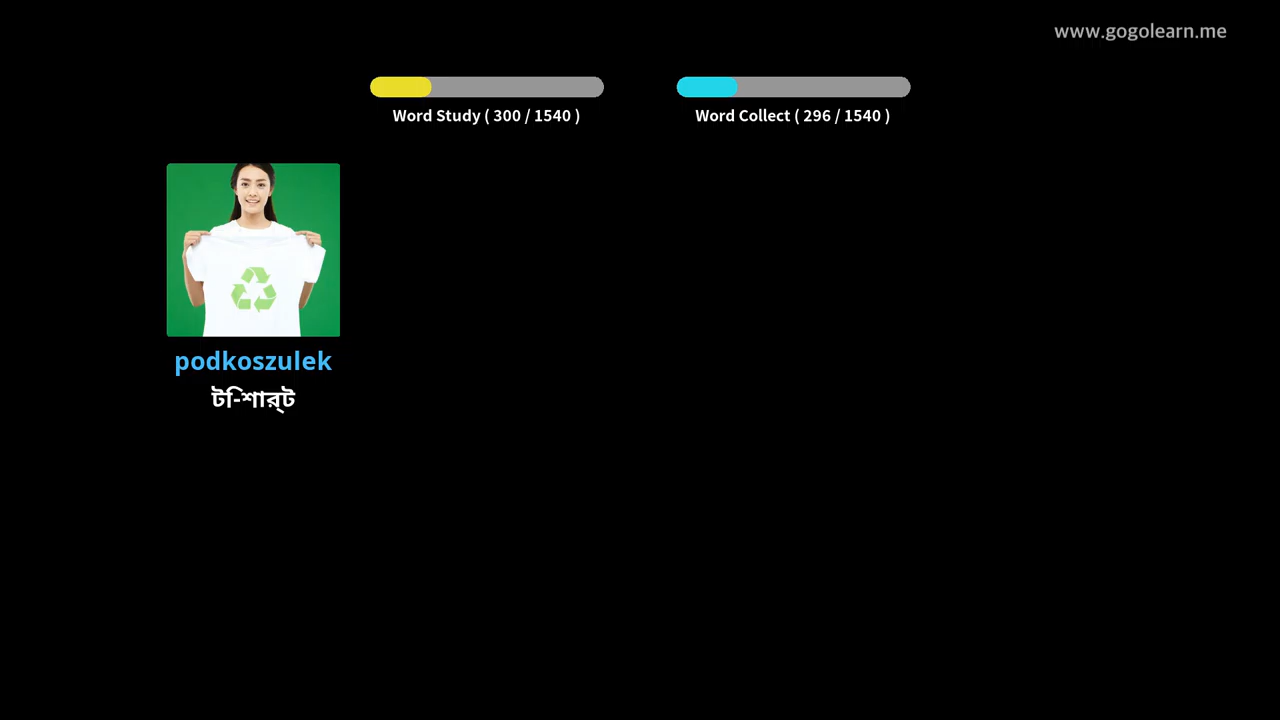 www.gogolearn.me
Word Study ( 300 / 1540 )
Word Collect ( 296 / 1540 )
podkoszulek
টি-শার্ট